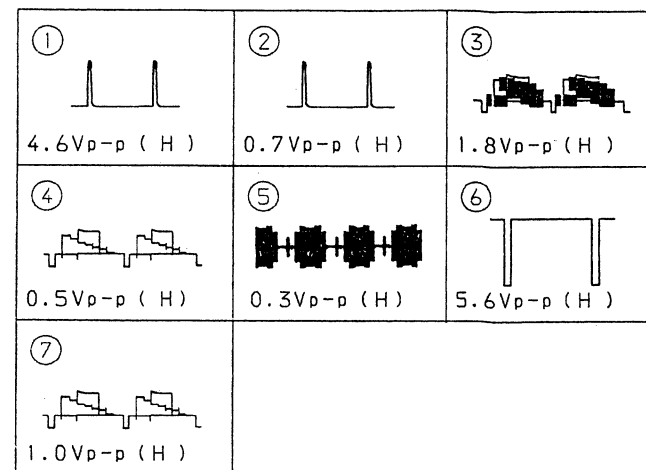 ① ② ③
4.6Vp-p ( H ) 0.7Vp-p ( H ) 1.8Vp-p (H)
④ ⑤ ⑥
0.5Vp-p ( H ) 0.3Vp-p (H) 5.6Vp-p (H)
⑦
1.0Vp-p (H)